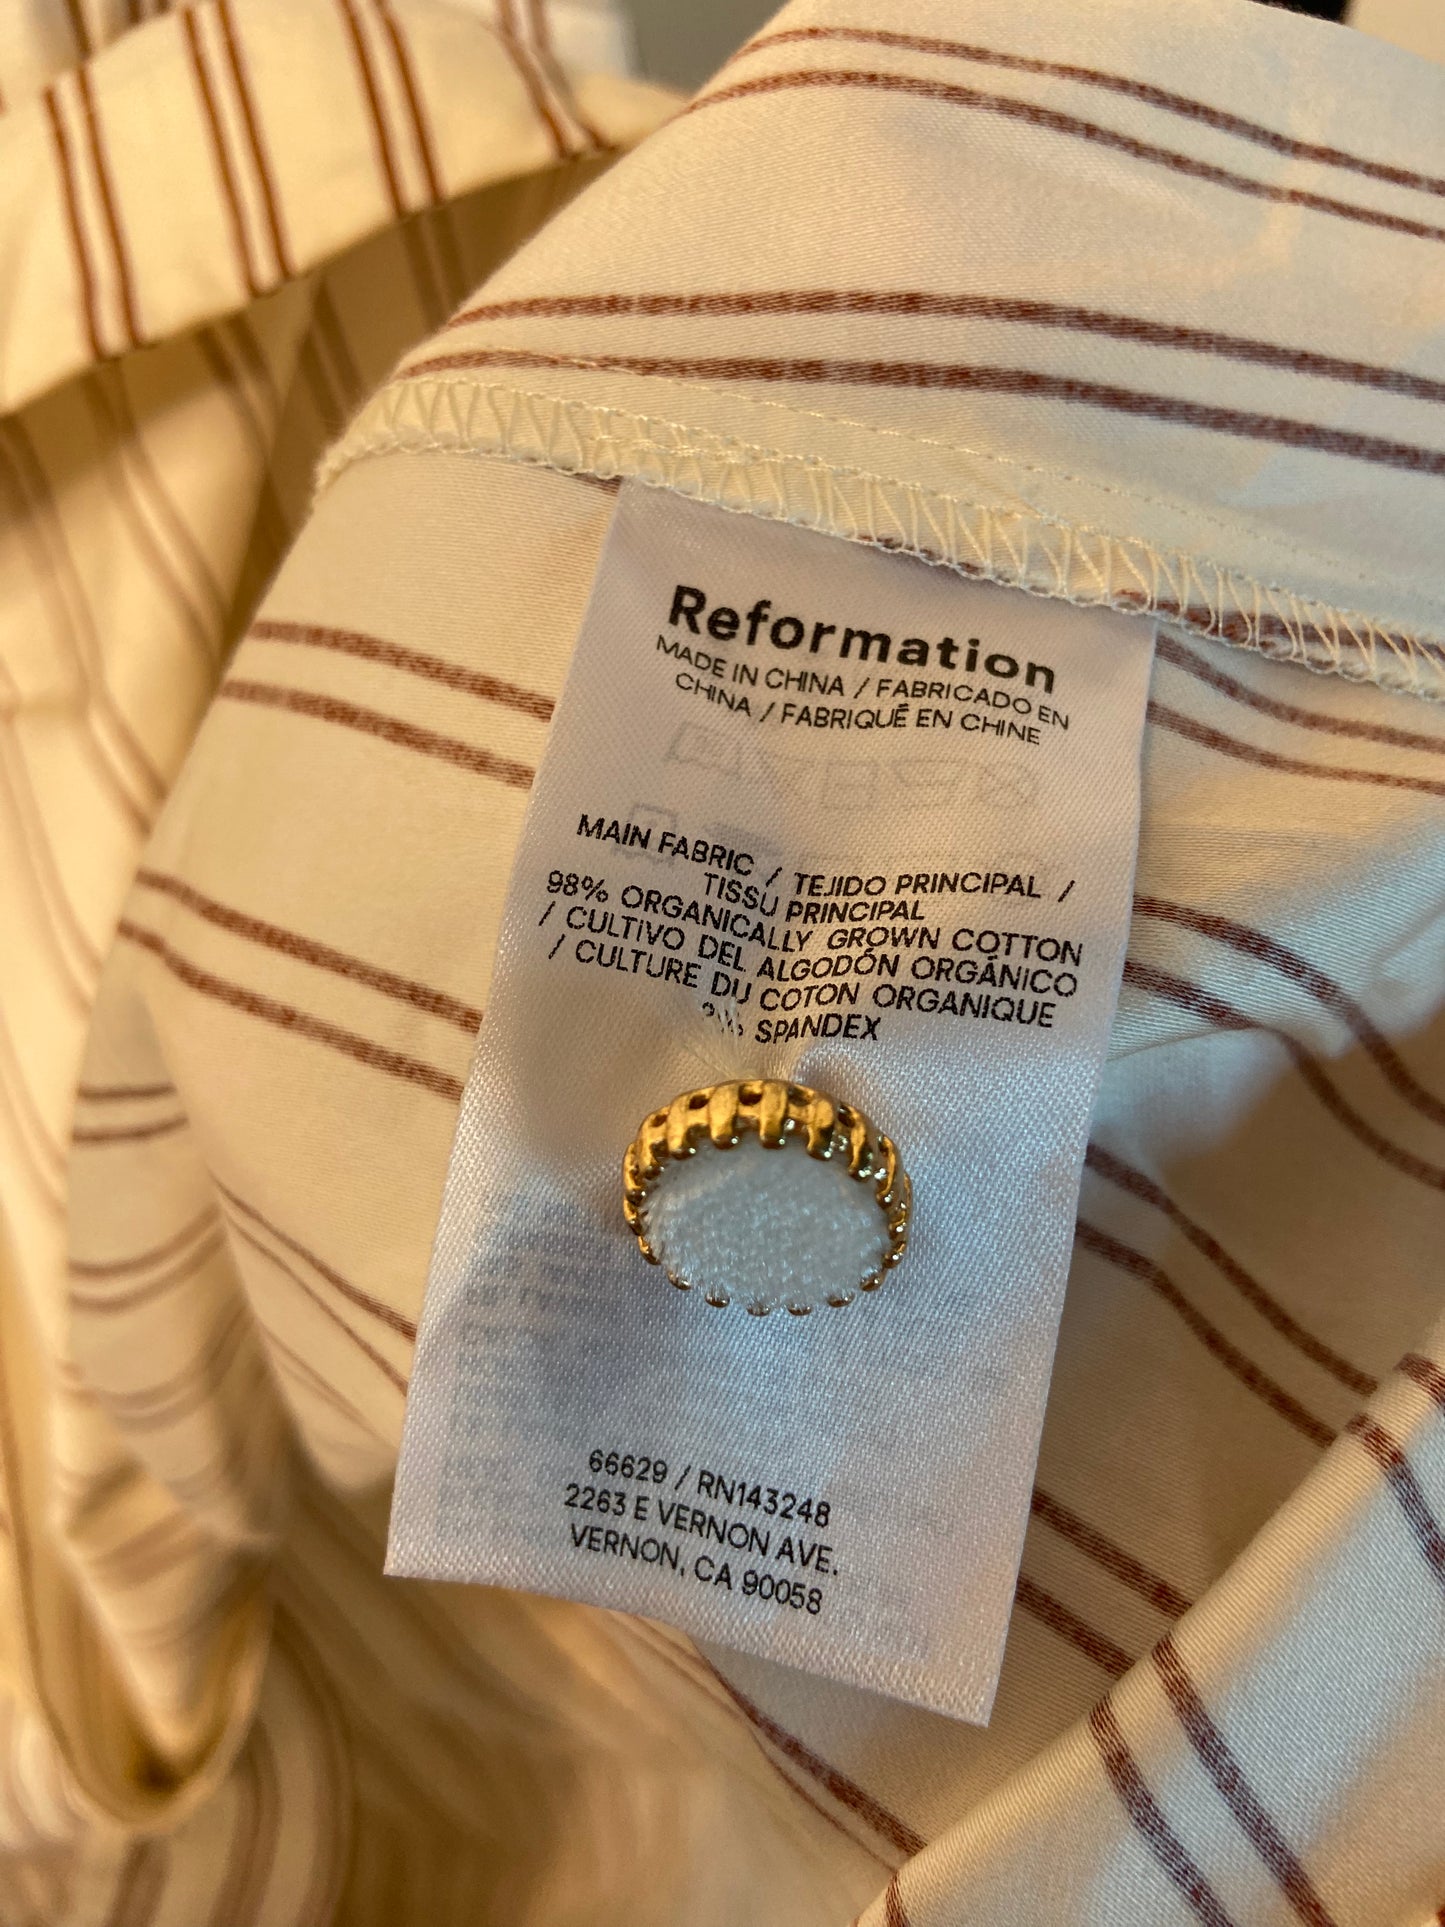 Reformation
MADE IN CHINA / FABRICADO EN
CHINA / FABRIQUÉ EN CHINE
MAIN FABRIC / TEJIDO PRINCIPAL /
TISSU PRINCIPAL
98% ORGANICALLY GROWN COTTON
/ CULTIVO DEL ALGODÓN ORGÁNICO
/ CULTURE DU COTON ORGANIQUE
SPANDEX
66629 / RN143248
2263 E VERNON AVE.
VERNON, CA 90058